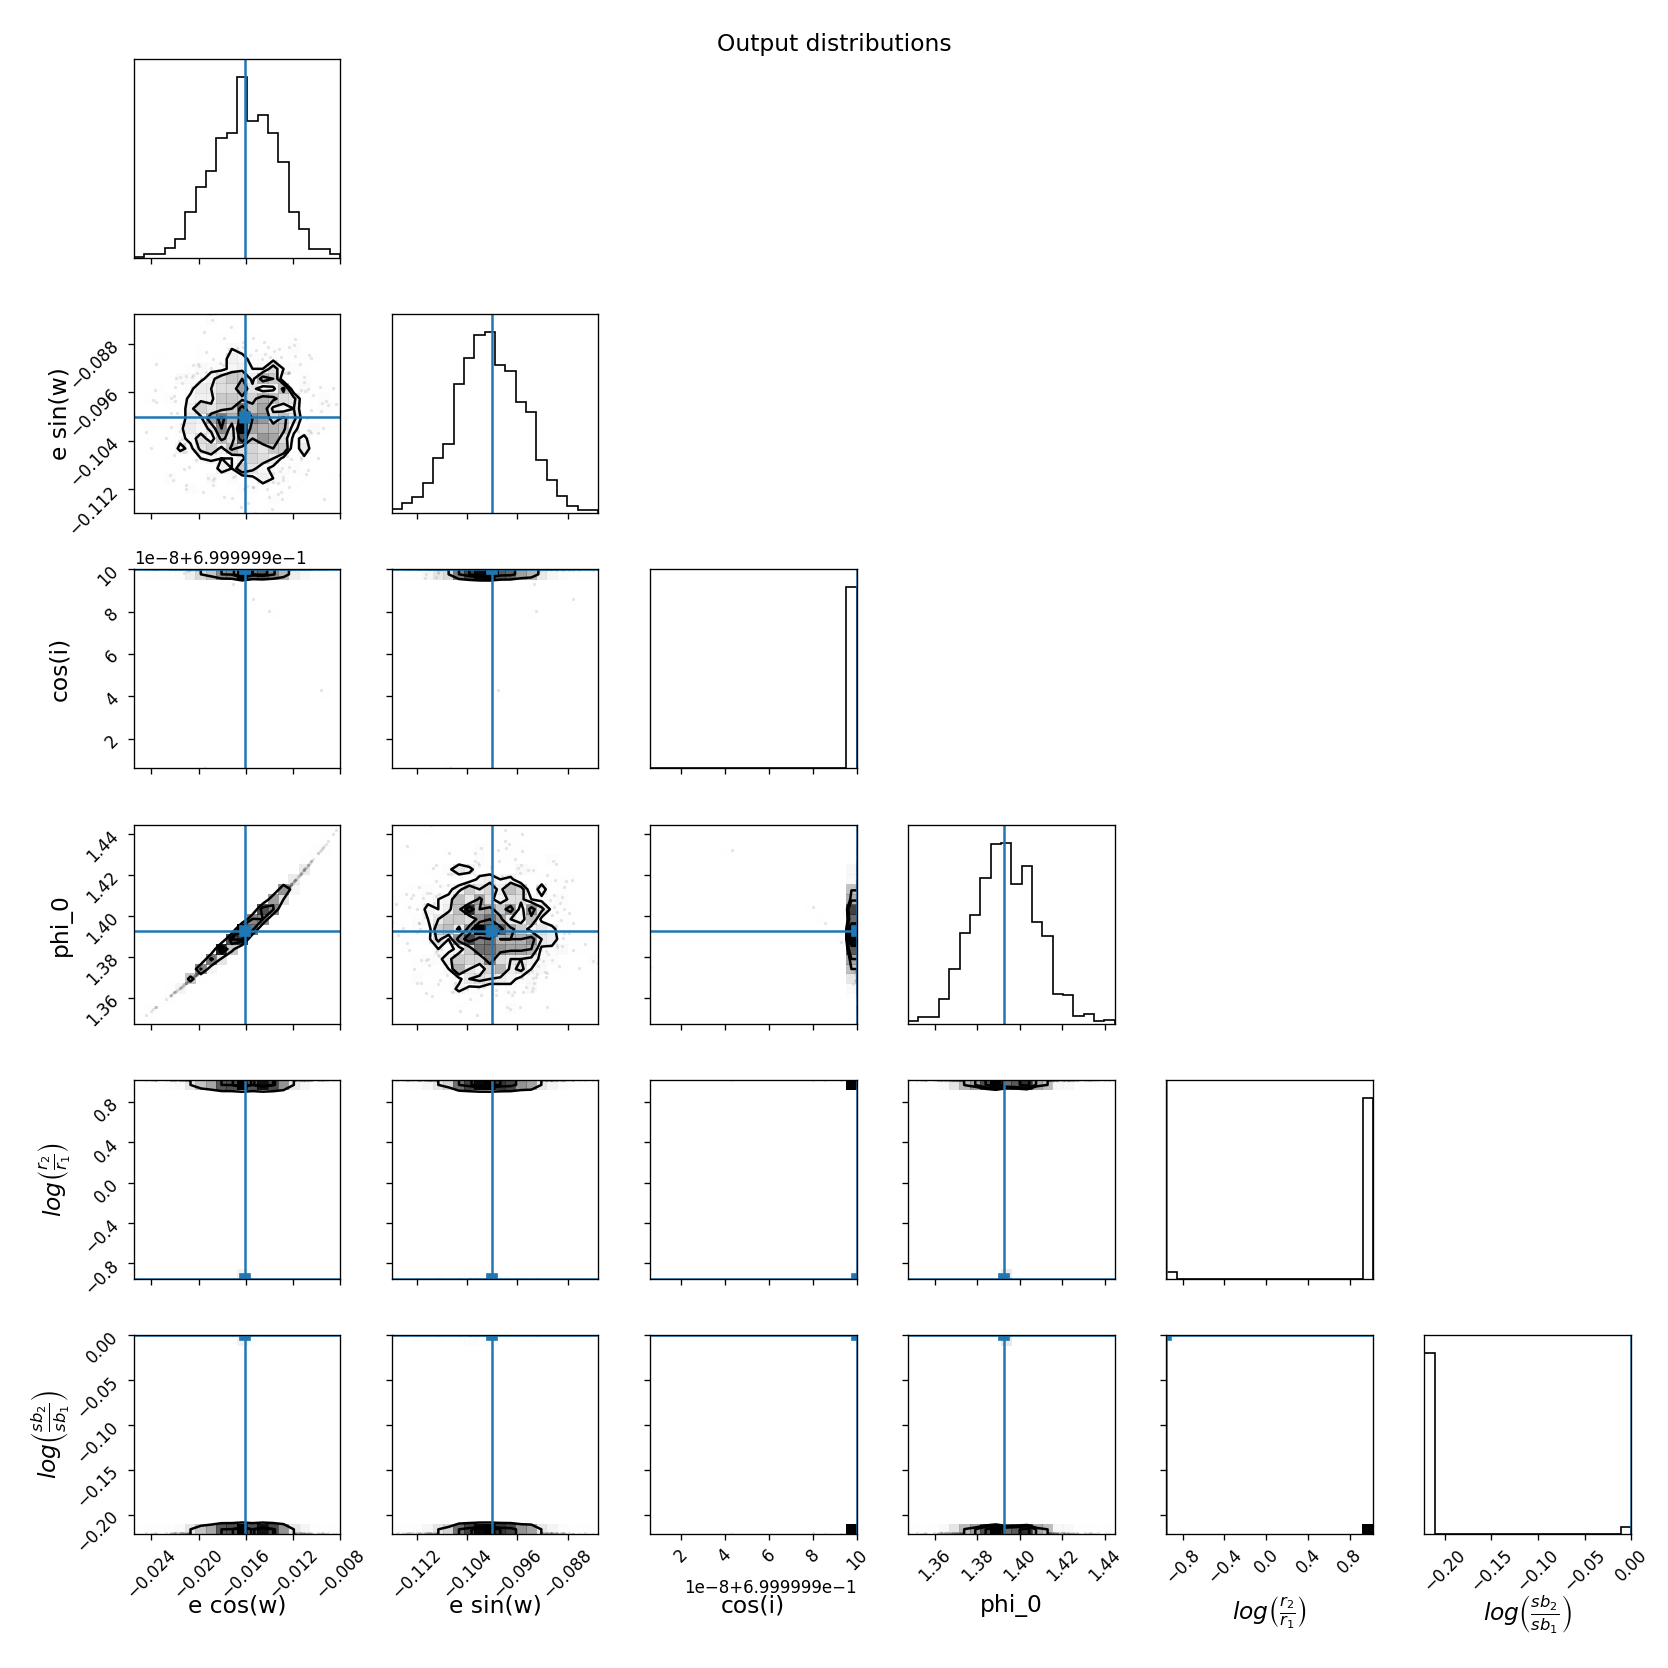 Output distributions
e sin(w)
−0.088
−0.096
−0.104
−0.112
1e−8+6.999999e−1
cos(i)
10
8
6
4
2
phi_0
1.44
1.42
1.40
1.38
1.36
log(r2/r1)
0.8
0.4
0.0
−0.4
−0.8
log(sb2/sb1)
0.00
−0.05
−0.10
−0.15
−0.20
−0.024 −0.020 −0.016 −0.012 −0.008
−0.112 −0.104 −0.096 −0.088
2 4 6 8 10
1.36 1.38 1.40 1.42 1.44
−0.8 −0.4 0.0 0.4 0.8
−0.20 −0.15 −0.10 −0.05 0.00
1e−8+6.999999e−1
e cos(w) e sin(w) cos(i) phi_0 log(r2/r1) log(sb2/sb1)